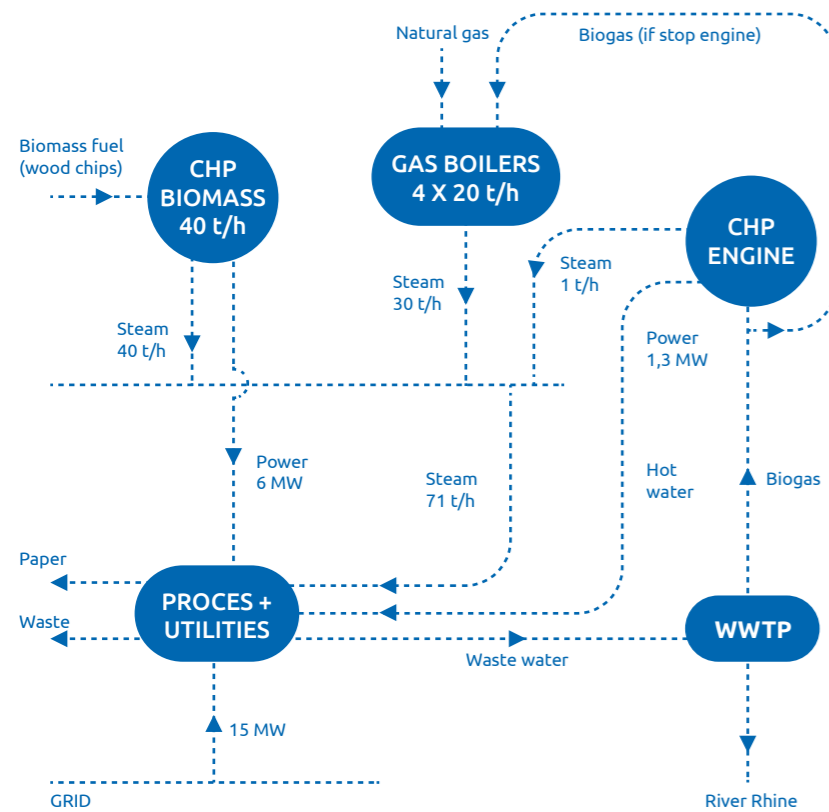 Natural gas
Biogas (if stop engine)
Biomass fuel
(wood chips)
CHP
BIOMASS
40 t/h
GAS BOILERS
4 X 20 t/h
CHP
ENGINE
Steam
1 t/h
Steam
30 t/h
Steam
40 t/h
Power
1,3 MW
Power
6 MW
Steam
71 t/h
Hot
water
Biogas
Paper
PROCES +
UTILITIES
Waste
WWTP
Waste water
15 MW
GRID
River Rhine